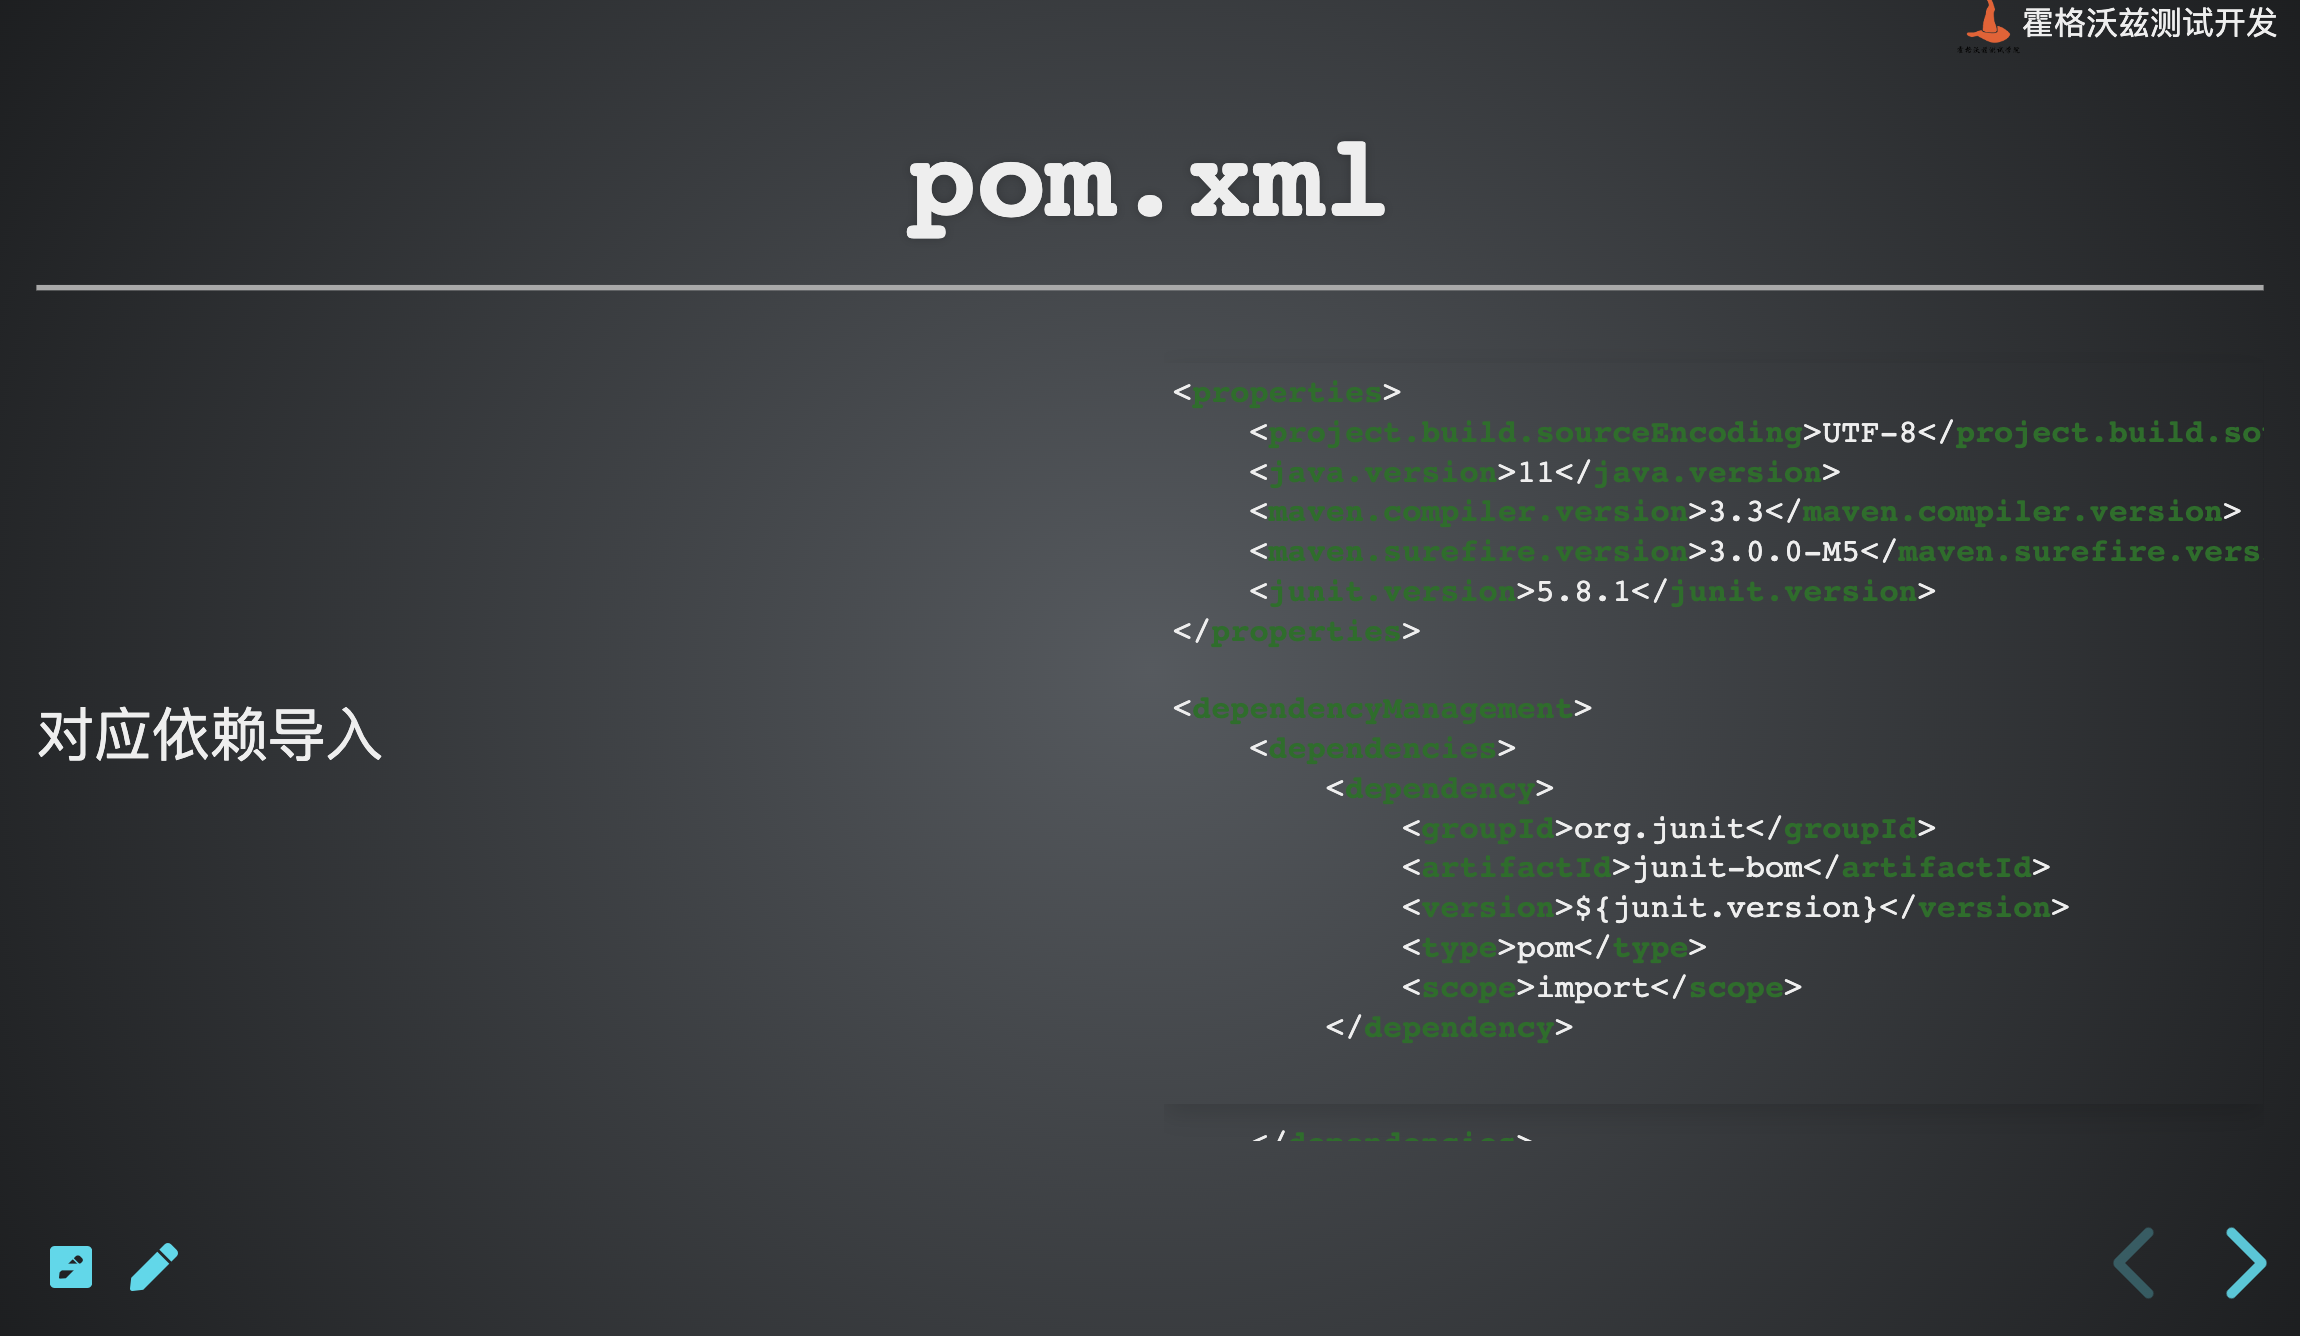 霍格沃兹测试开发
pom.xml
对应依赖导入
<properties>
    <project.build.sourceEncoding>UTF-8</project.build.so
    <java.version>11</java.version>
    <maven.compiler.version>3.3</maven.compiler.version>
    <maven.surefire.version>3.0.0-M5</maven.surefire.vers
    <junit.version>5.8.1</junit.version>
</properties>
<dependencyManagement>
    <dependencies>
        <dependency>
            <groupId>org.junit</groupId>
            <artifactId>junit-bom</artifactId>
            <version>${junit.version}</version>
            <type>pom</type>
            <scope>import</scope>
        </dependency>
    </dependencies>